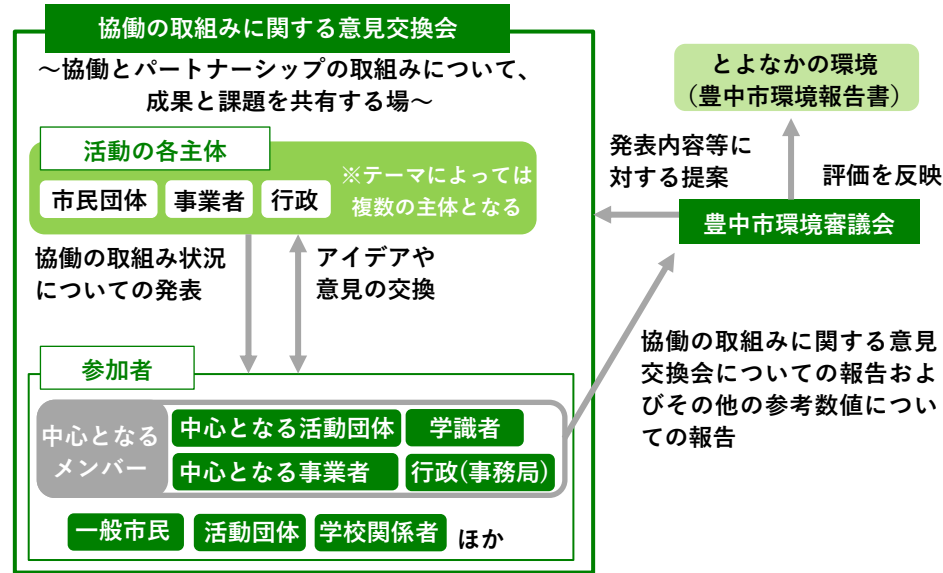 協働の取組みに関する意見交換会
～協働とパートナーシップの取組みについて、
成果と課題を共有する場～
活動の各主体
市民団体
事業者
行政
※テーマによっては
複数の主体となる
協働の取組み状況
についての発表
アイデアや
意見の交換
参加者
中心となる
メンバー
中心となる活動団体
学識者
中心となる事業者
行政(事務局)
一般市民
活動団体
学校関係者
ほか
とよなかの環境
（豊中市環境報告書）
発表内容等に
対する提案
評価を反映
豊中市環境審議会
協働の取組みに関する意見
交換会についての報告およ
びその他の参考数値につい
ての報告